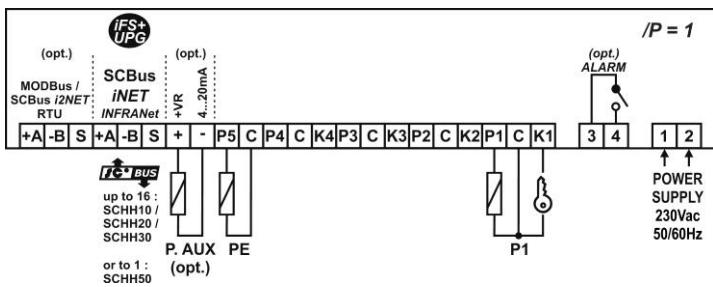 iFS+
UPG
/P = 1
(opt.)
(opt.)
(opt.)
ALARM
MODBus /
SCBus i2NET
RTU
SCBus
iNET
INFRANet
+VR
4...20mA
+A -B S +A -B S + - P5 C P4 C K4 P3 C K3 P2 C K2 P1 C K1 3 4 1 2
BUS
up to 16 :
SCHH10 /
SCHH20 /
SCHH30
or to 1 :
SCHH50
P. AUX
(opt.)
PE
P1
POWER
SUPPLY
230Vac
50/60Hz